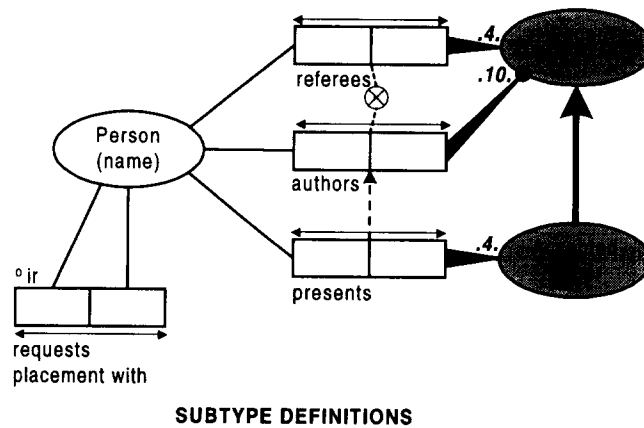 .4.
referees
.10.
Person
(name)
authors
.4.
° ir
presents
requests
placement with
SUBTYPE DEFINITIONS